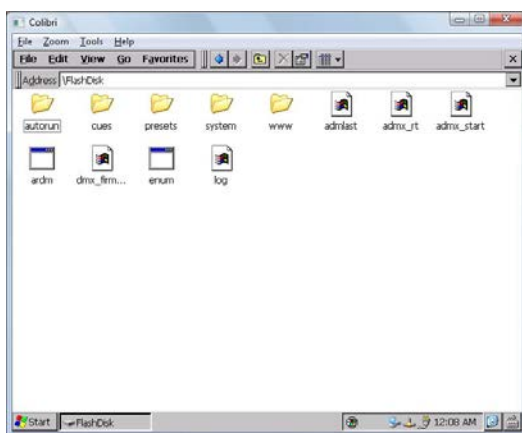 Colibri
File Zoom Tools Help
File Edit View Go Favorites
Address \FlashDisk
autorun cues presets system www admlast admx_rt admx_start
ardm dmx_firm... enum log
Start FlashDisk 12:08 AM